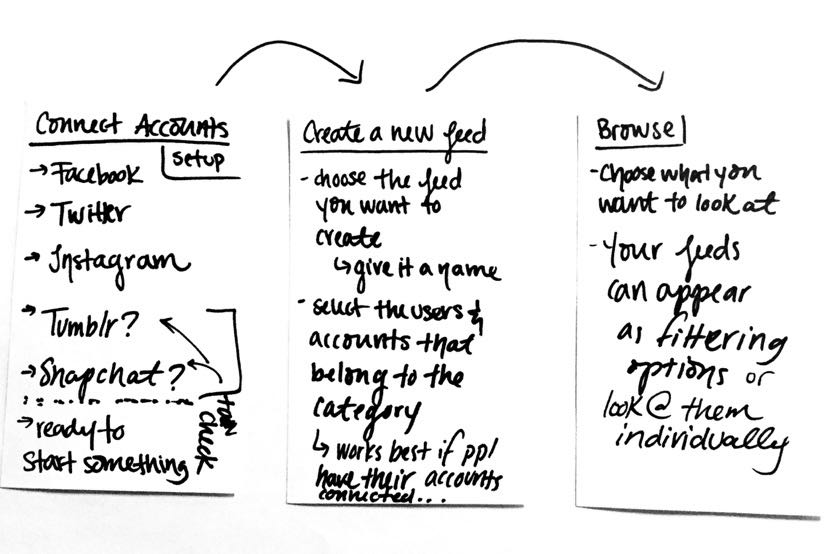 Connect Accounts
setup
→ Facebook
→ Twitter
→ Instagram
→ Tumblr?
→ Snapchat?
check
→ ready to
start something
Create a new feed
- choose the feed
you want to
create
↳ give it a name
- select the users &
accounts that
belong to the
category
↳ works best if ppl
have their accounts
connected...
Browse
- Choose what you
want to look at
- Your feeds
can appear
as filtering
options or
look @ them
individually